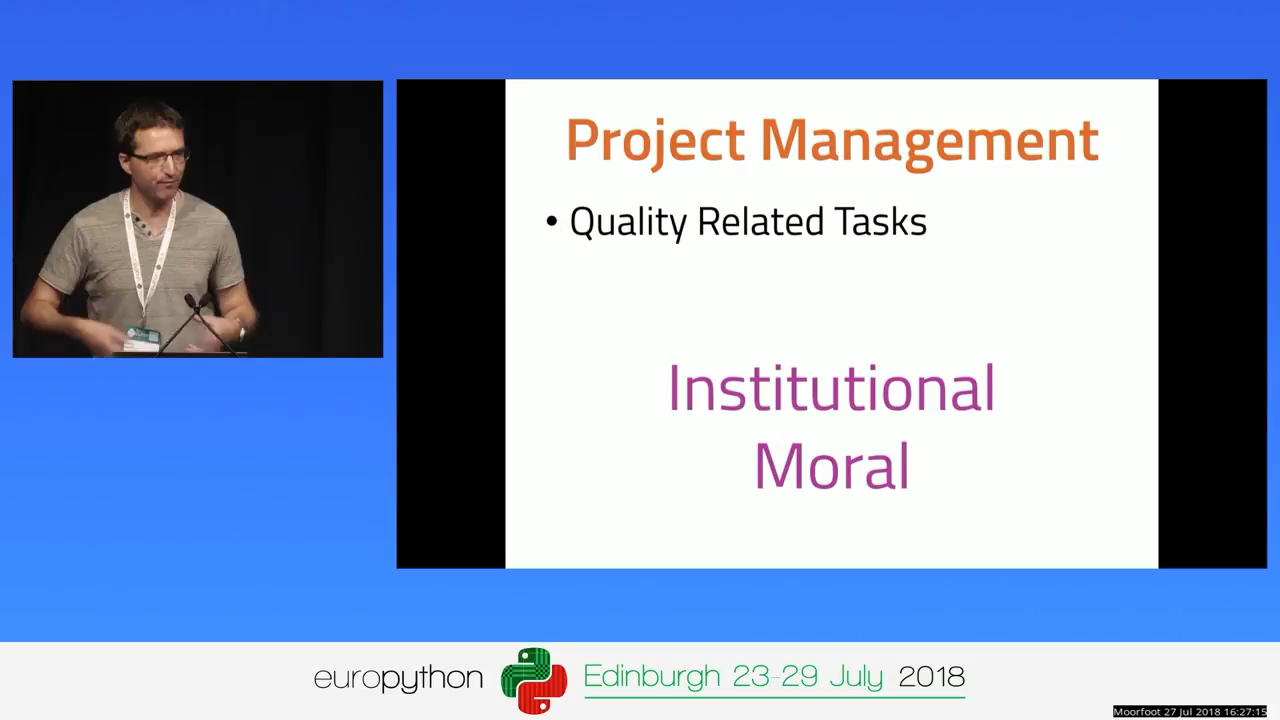 Project Management
• Quality Related Tasks
Institutional
Moral
europython
Edinburgh 23-29 July 2018
Moorfoot 27 Jul 2018 16:27:15